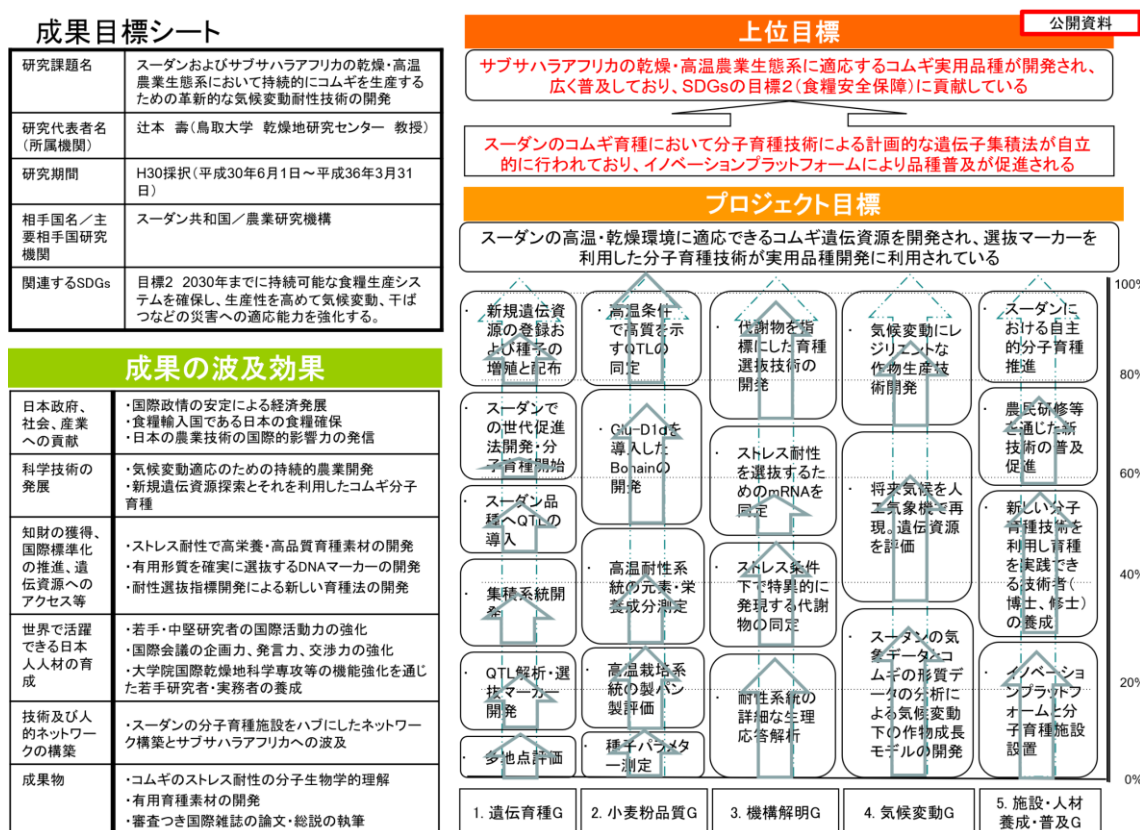 成果目標シート
公開資料
研究課題名
スーダンおよびサブサハラアフリカの乾燥・高温
農業生態系において持続的にコムギを生産する
ための革新的な気候変動耐性技術の開発
研究代表者名
(所属機関)
辻本 壽(鳥取大学 乾燥地研究センター 教授)
研究期間
H30採択(平成30年6月1日~平成36年3月31
日)
相手国名/主
要相手国研究
機関
スーダン共和国/農業研究機構
関連するSDGs
目標2 2030年までに持続可能な食糧生産シス
テムを確保し、生産性を高めて気候変動、干ば
つなどの災害への適応能力を強化する。
成果の波及効果
日本政府、
社会、産業
への貢献
・国際政情の安定による経済発展
・食糧輸入国である日本の食糧確保
・日本の農業技術の国際的影響力の発信
科学技術の
発展
・気候変動適応のための持続的農業開発
・新規遺伝資源探索とそれを利用したコムギ分子
育種
知財の獲得、
国際標準化
の推進、遺
伝資源への
アクセス等
・ストレス耐性で高栄養・高品質育種素材の開発
・有用形質を確実に選抜するDNAマーカーの開発
・耐性選抜指標開発による新しい育種法の開発
世界で活躍
できる日本
人人材の育
成
・若手・中堅研究者の国際活動力の強化
・国際会議の企画力、発言力、交渉力の強化
・大学院国際乾燥地科学専攻等の機能強化を通じ
た若手研究者・実務者の養成
技術及び人
的ネットワー
クの構築
・スーダンの分子育種施設をハブにしたネットワー
ク構築とサブサハラアフリカへの波及
成果物
・コムギのストレス耐性の分子生物学的理解
・有用育種素材の開発
・審査つき国際雑誌の論文・総説の執筆
上位目標
サブサハラアフリカの乾燥・高温農業生態系に適応するコムギ実用品種が開発され、
広く普及しており、SDGsの目標2(食糧安全保障)に貢献している
スーダンのコムギ育種において分子育種技術による計画的な遺伝子集積法が自立
的に行われており、イノベーションプラットフォームにより品種普及が促進される
プロジェクト目標
スーダンの高温・乾燥環境に適応できるコムギ遺伝資源を開発され、選抜マーカーを
利用した分子育種技術が実用品種開発に利用されている
100%
80%
60%
40%
20%
0%
・ 新規遺伝資
源の登録お
よび種子の
増殖と配布
・ スーダンで
の世代促進
法開発・分
子育種開始
・ スーダン品
種へQTLの
導入
・ 集積系統開
発
・ QTL解析・選
抜マーカー
開発
・ 多地点評価
1. 遺伝育種G
・ 高温条件
で高質を示
すQTLの
同定
・ Glu-D1dを
導入した
Bohainの
開発
・ 高温耐性系
統の元素・栄
養成分測定
・ 高温栽培系
統の製パン
製評価
・ 種子パラメタ
ー測定
2. 小麦粉品質G
・ 代謝物を指
標にした育種
選抜技術の
開発
・ ストレス耐性
を選抜するた
めのmRNAを
同定
・ ストレス条件
下で特異的に
発現する代謝
物の同定
・ 耐性系統の
詳細な生理
応答解析
3. 機構解明G
・ 気候変動にレ
ジリエントな
作物生産技
術開発
・ 将来気候を人
工気象機で再
現。遺伝資源
を評価
・ スーダンの気
象データとコ
ムギの形質デ
ータの分析に
よる気候変動
下の作物成長
モデルの開発
4. 気候変動G
・ スーダンに
おける自主
的分子育種
推進
・ 農民研修等
を通じた新
技術の普及
促進
・ 新しい分子
育種技術を
利用し育種
を実践でき
る技術者(
博士、修士)
の養成
・ イノベーショ
ンプラットフ
ォームと分
子育種施設
設置
5. 施設・人材
養成・普及G